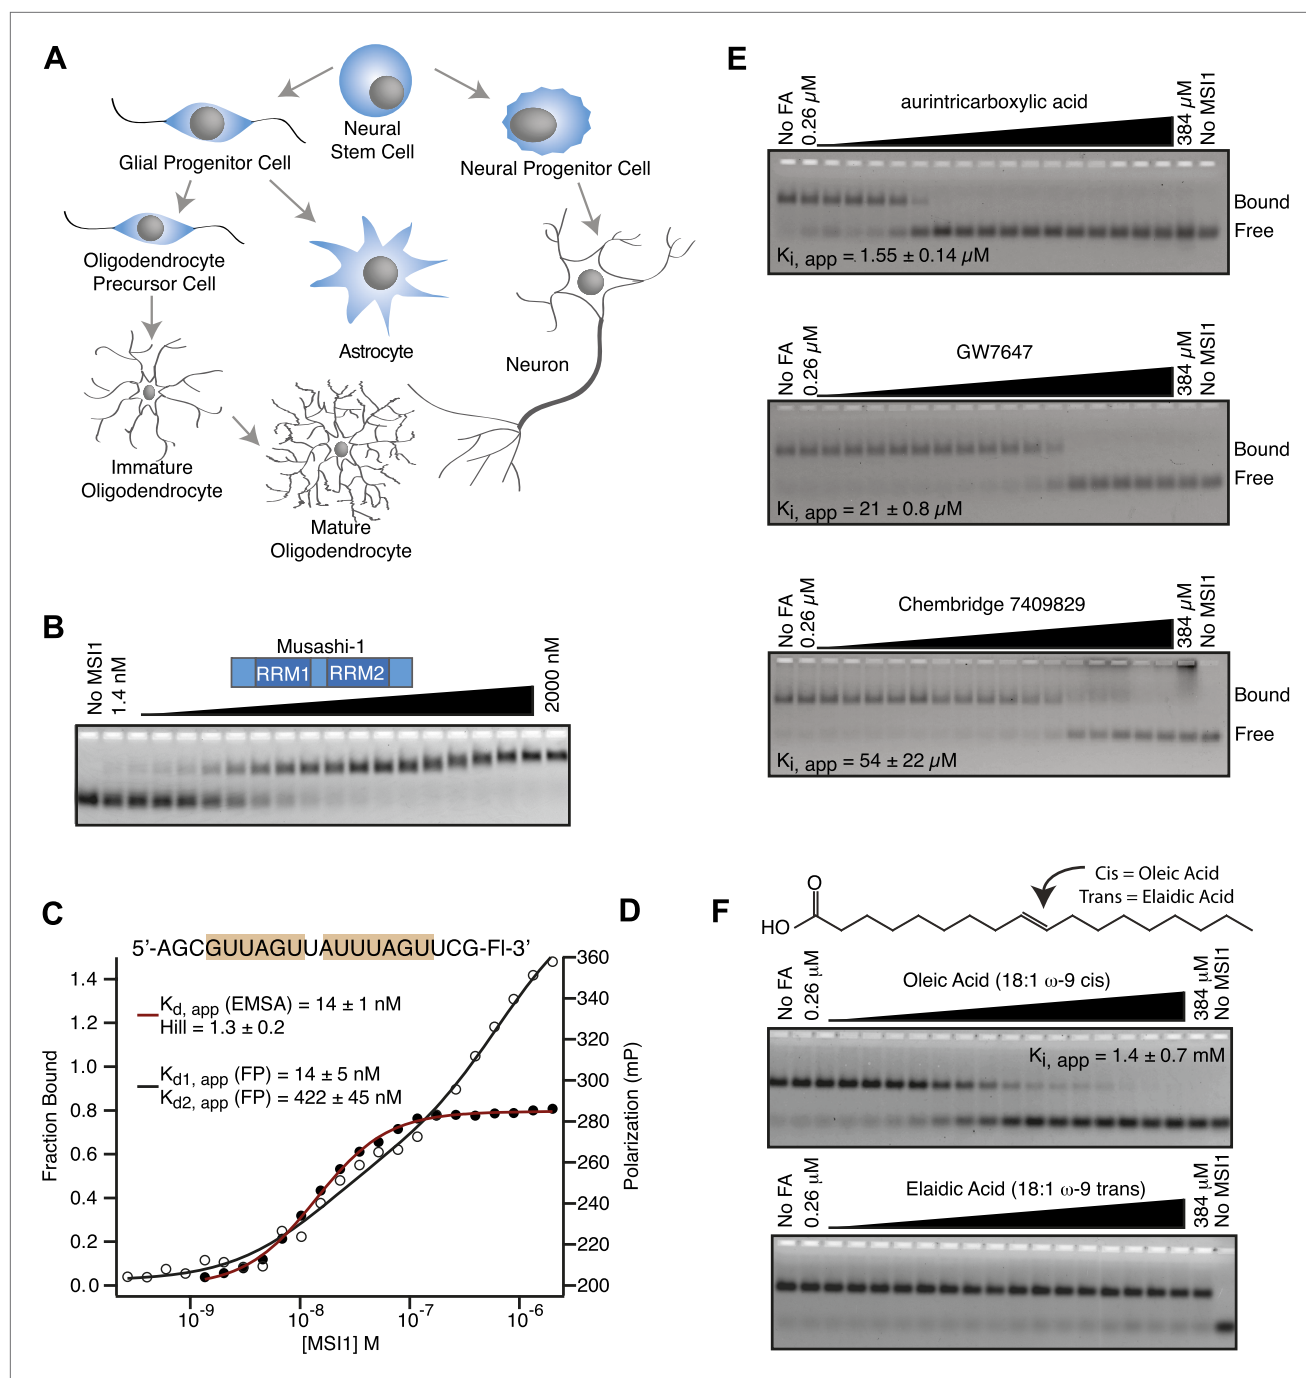 A
Neural
Stem Cell
Glial Progenitor Cell
Neural Progenitor Cell
Oligodendrocyte
Precursor Cell
Astrocyte
Neuron
Immature
Oligodendrocyte
Mature
Oligodendrocyte
B
No MSI1
1.4 nM
Musashi-1
RRM1
RRM2
2000 nM
C
D
5’-AGCGUUAGUUAUUUAGUUCG-Fl-3’
Kd, app (EMSA) = 14 ± 1 nM
Hill = 1.3 ± 0.2
Kd1, app (FP) = 14 ± 5 nM
Kd2, app (FP) = 422 ± 45 nM
Fraction Bound
1.4
1.2
1.0
0.8
0.6
0.4
0.2
0.0
Polarization (mP)
360
340
320
300
280
260
240
220
200
10-9
10-8
10-7
10-6
[MSI1] M
E
No FA
0.26 µM
aurintricarboxylic acid
384 µM
No MSI1
Bound
Free
Ki, app = 1.55 ± 0.14 µM
No FA
0.26 µM
GW7647
384 µM
No MSI1
Bound
Free
Ki, app = 21 ± 0.8 µM
No FA
0.26 µM
Chembridge 7409829
384 µM
No MSI1
Bound
Free
Ki, app = 54 ± 22 µM
F
O
HO
Cis = Oleic Acid
Trans = Elaidic Acid
No FA
0.26 µM
Oleic Acid (18:1 ω-9 cis)
384 µM
No MSI1
Ki, app = 1.4 ± 0.7 mM
No FA
0.26 µM
Elaidic Acid (18:1 ω-9 trans)
384 µM
No MSI1